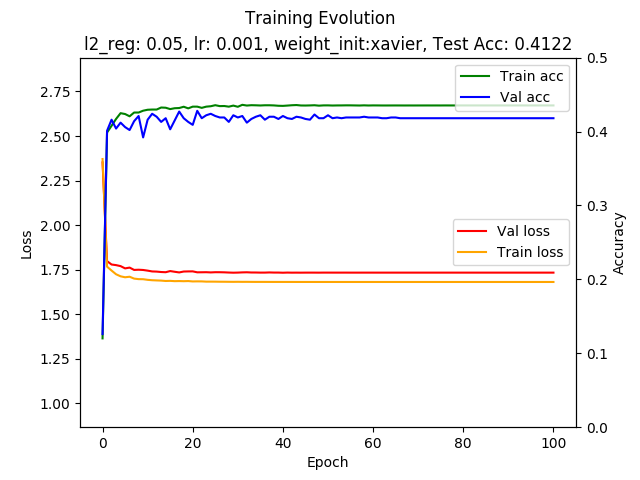 Training Evolution
l2_reg: 0.05, lr: 0.001, weight_init:xavier, Test Acc: 0.4122
Train acc
Val acc
Val loss
Train loss
2.75
2.50
2.25
2.00
1.75
1.50
1.25
1.00
Loss
0.5
0.4
0.3
0.2
0.1
0.0
Accuracy
0 20 40 60 80 100
Epoch